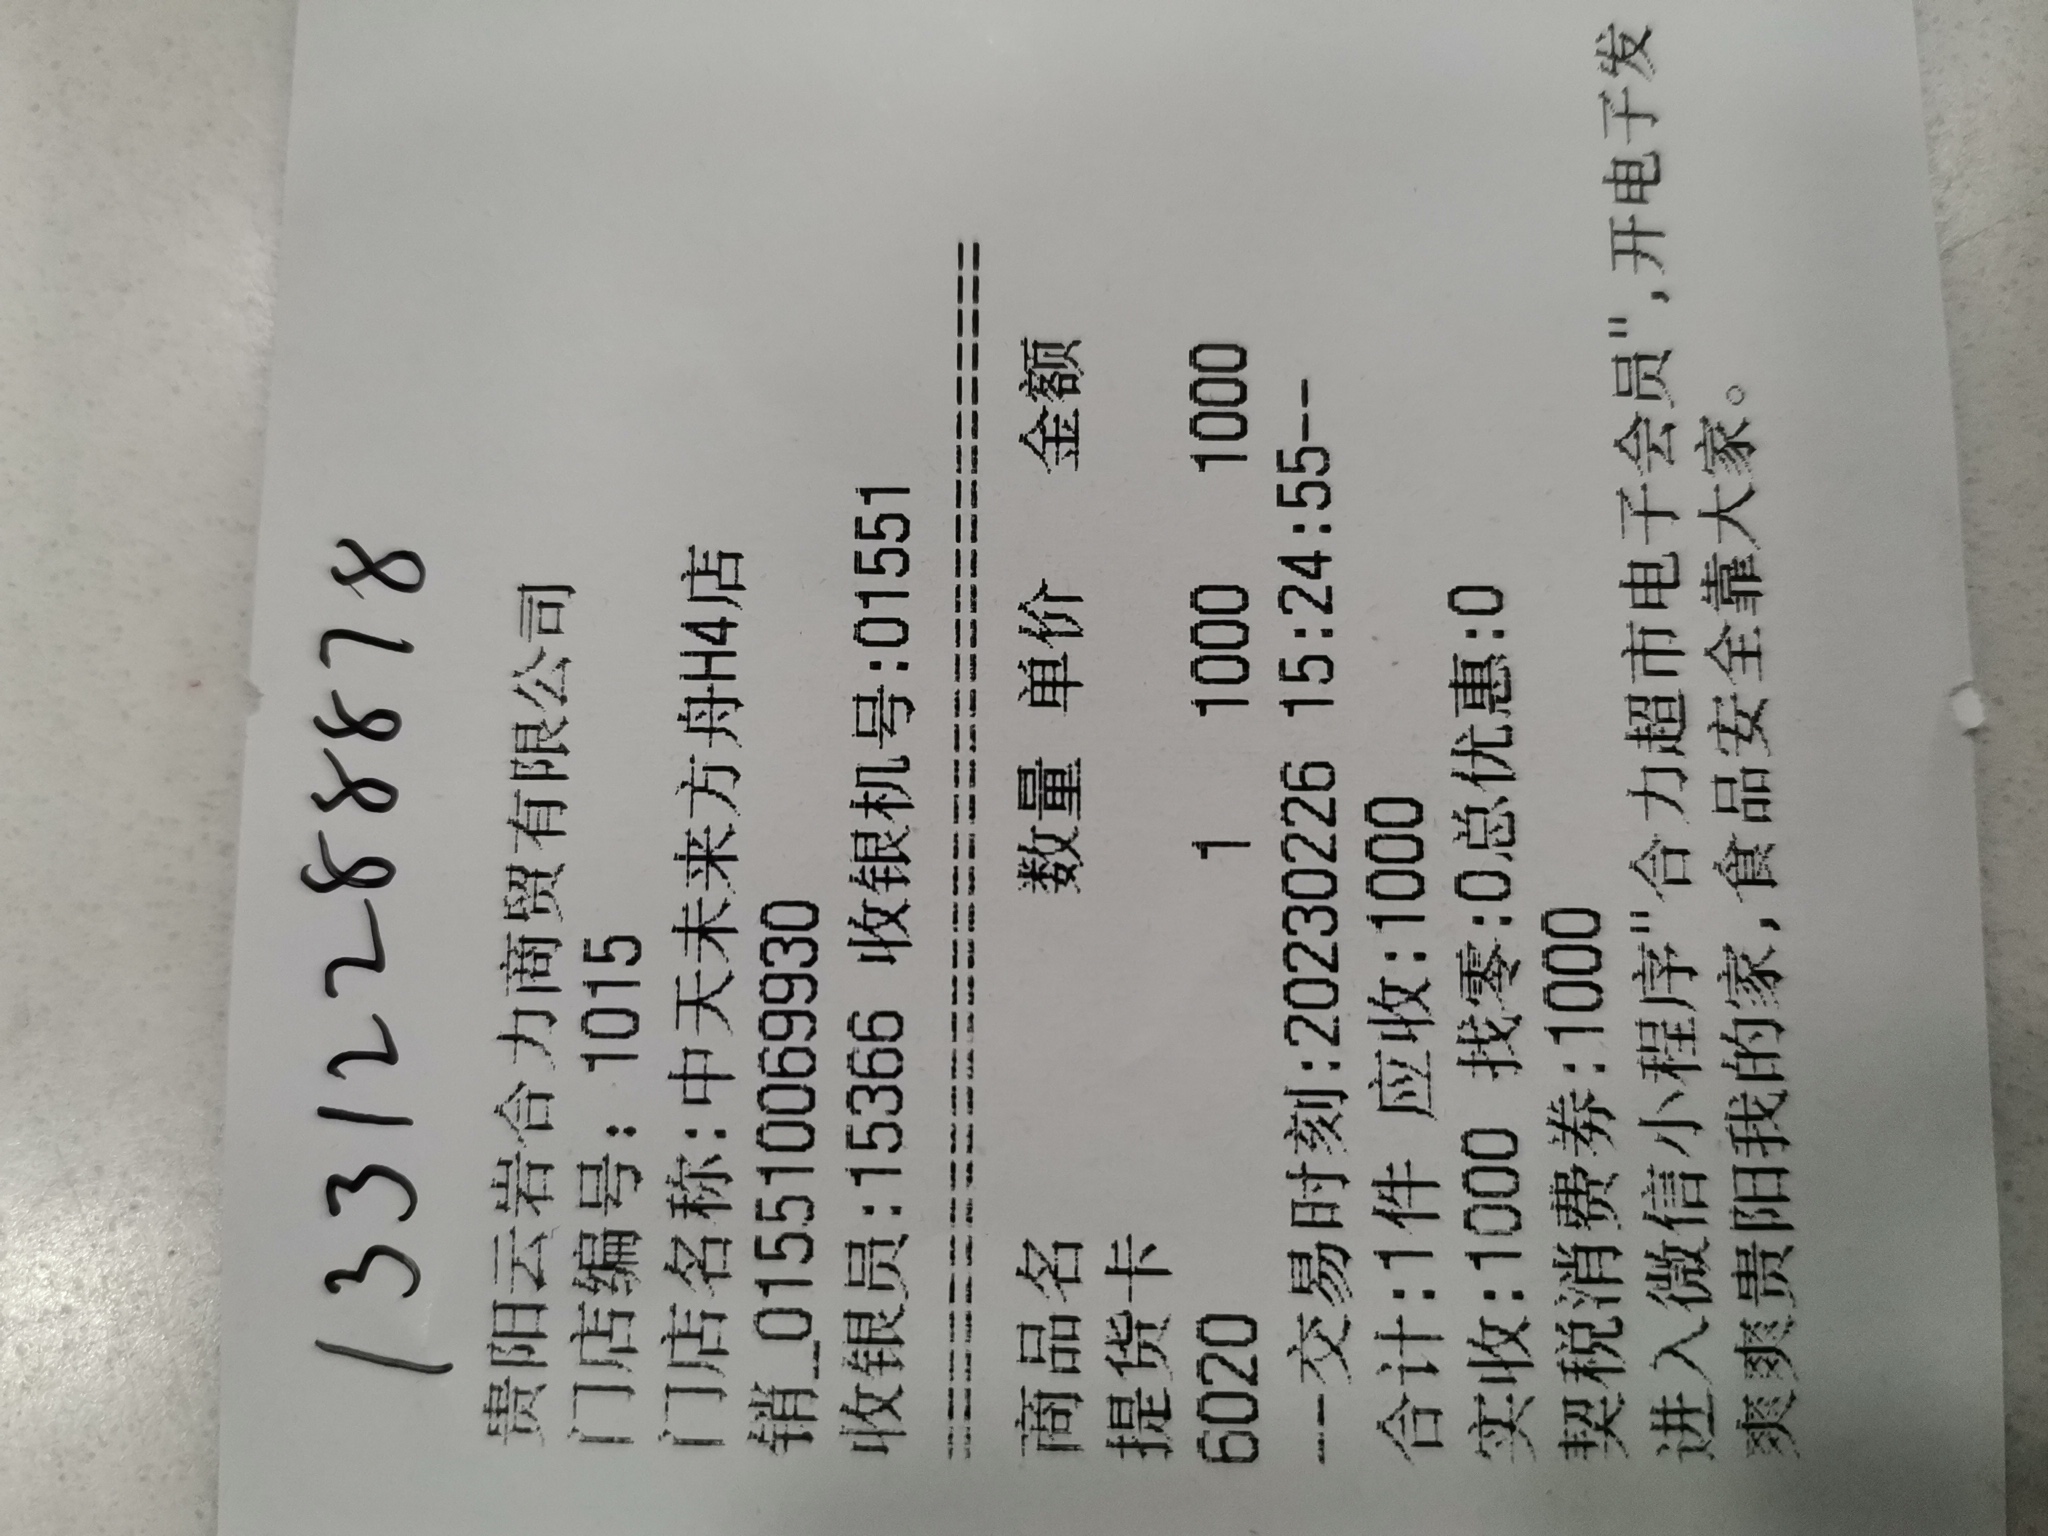 13312288878
贵阳云岩合力商贸有限公司
门店编号: 1015
门店名称:中天未来方舟H4店
销_015510069930
收银员:15366 收银机号:01551
==================================
商品名 数量 单价 金额
提货卡
6020 1 1000 1000
--交易时刻:20230226 15:24:55--
合计:1件 应收:1000
实收:1000 找零:0总优惠:0
契税消费券:1000
进入微信小程序"合力超市电子会员",开电子发
爽爽贵阳我的家,食品安全靠大家。